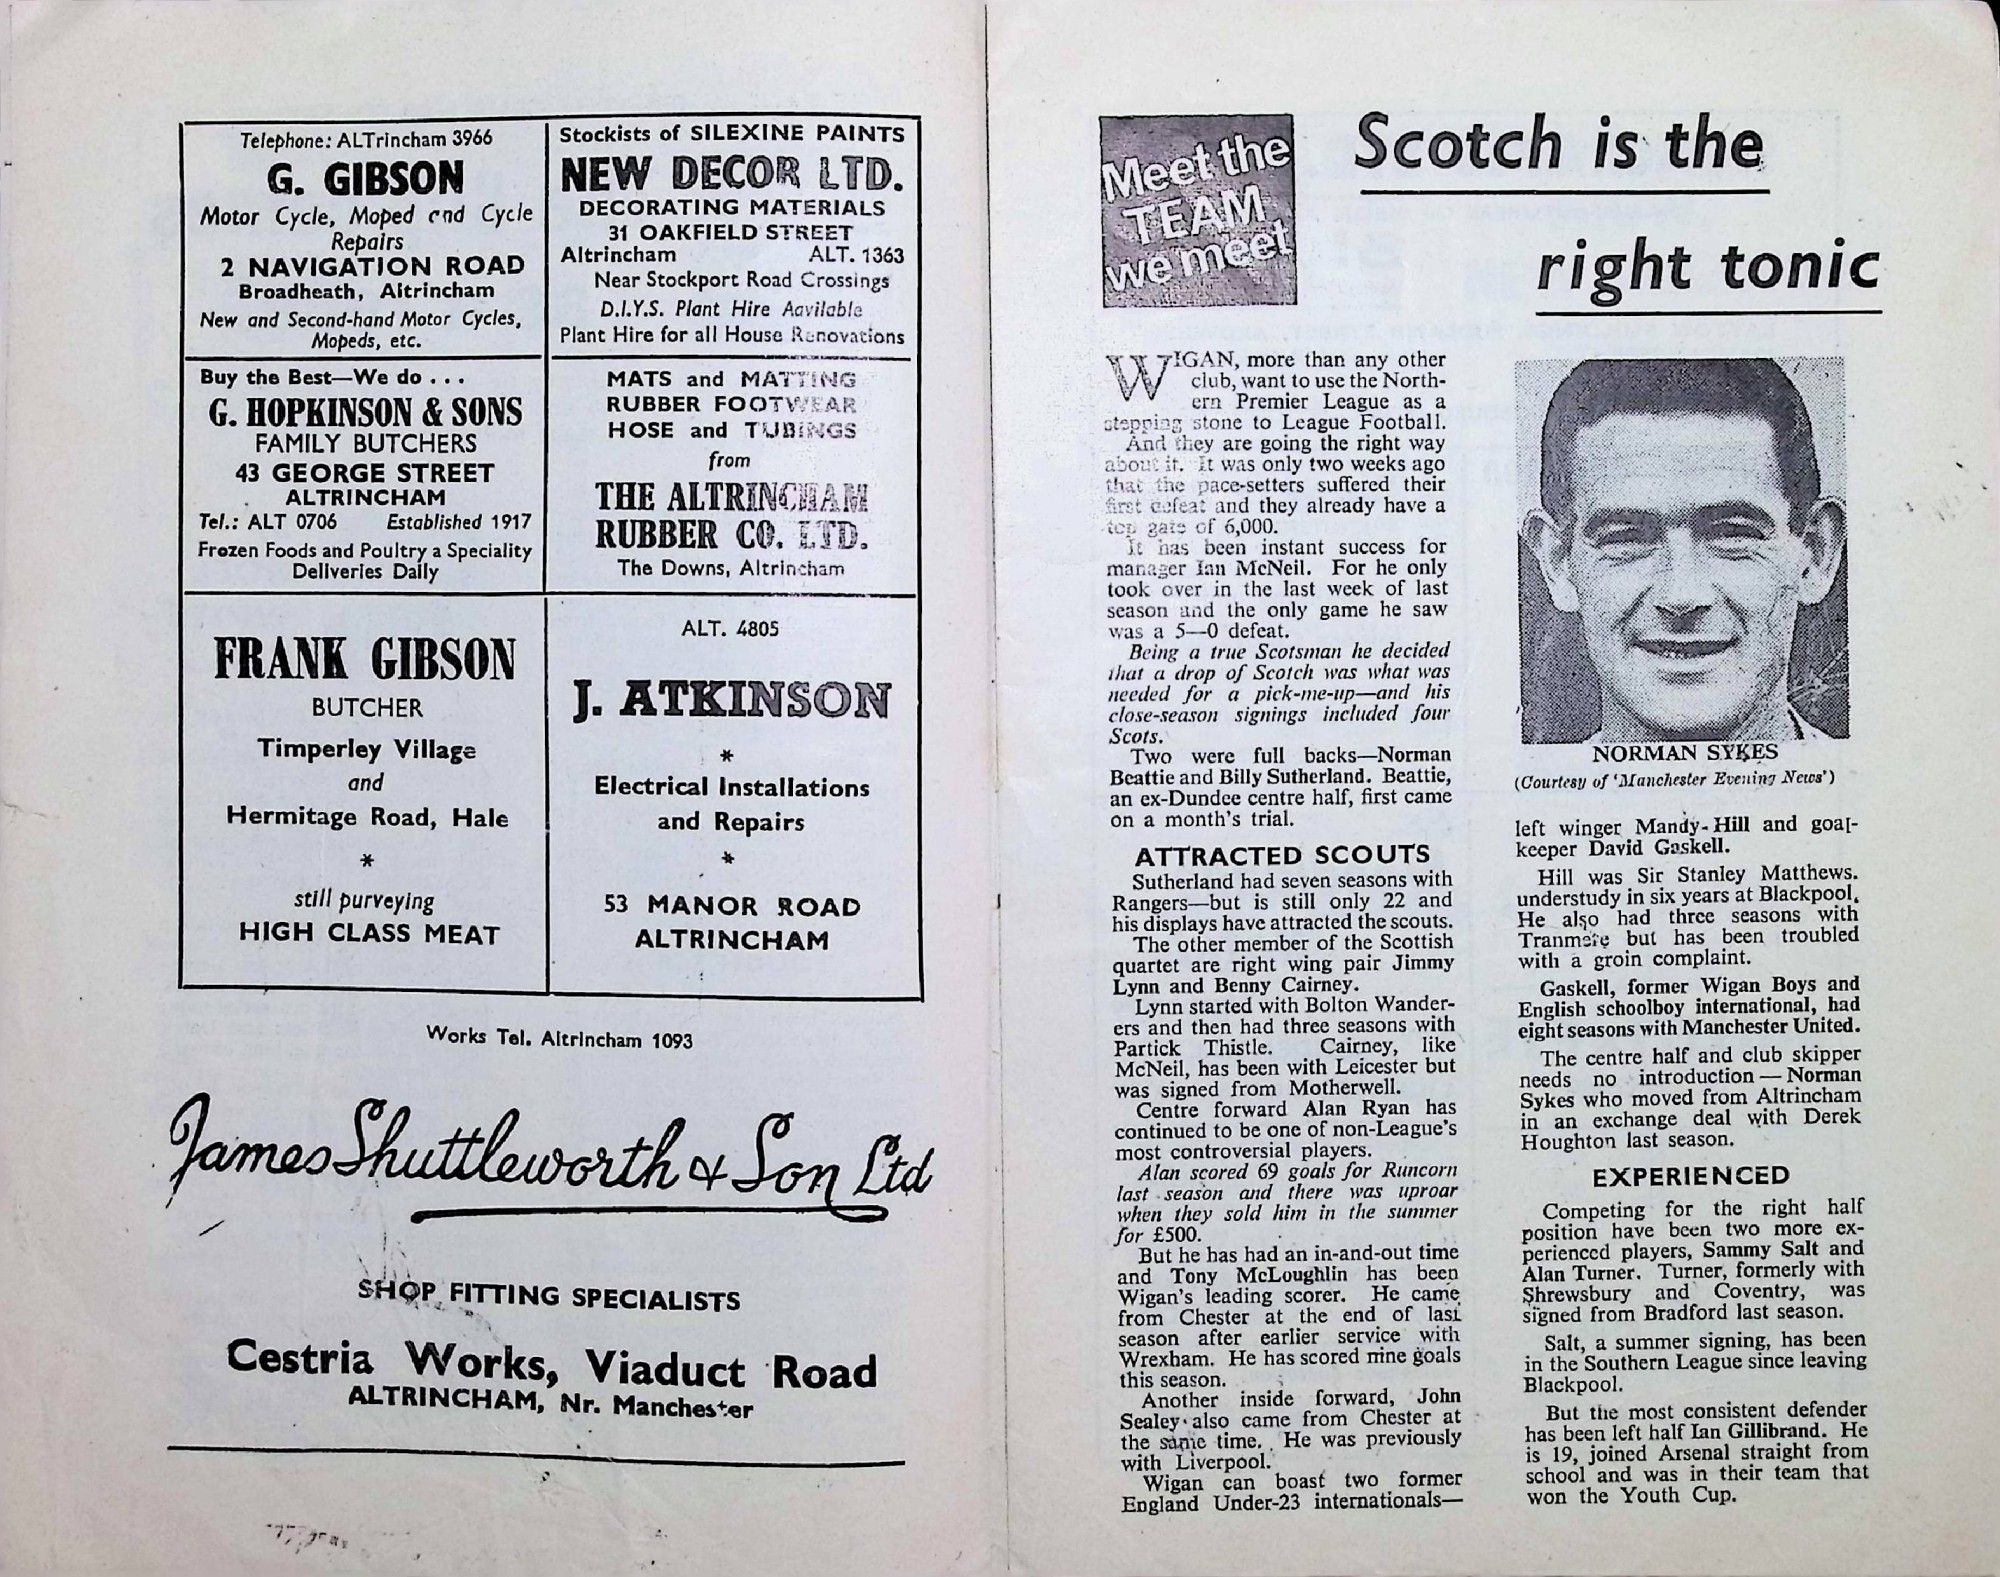 Telephone: ALTrincham 3966
G. GIBSON
Motor Cycle, Moped and Cycle
Repairs
2 NAVIGATION ROAD
Broadheath, Altrincham
New and Second-hand Motor Cycles,
Mopeds, etc.
Stockists of SILEXINE PAINTS
NEW DECOR LTD.
DECORATING MATERIALS
31 OAKFIELD STREET
Altrincham ALT. 1363
Near Stockport Road Crossings
D.I.Y.S. Plant Hire Aavilable
Plant Hire for all House Renovations
Buy the Best—We do . . .
G. HOPKINSON & SONS
FAMILY BUTCHERS
43 GEORGE STREET
ALTRINCHAM
Tel.: ALT 0706 Established 1917
Frozen Foods and Poultry a Speciality
Deliveries Daily
MATS and MATTING
RUBBER FOOTWEAR
HOSE and TUBINGS
from
THE ALTRINCHAM
RUBBER CO. LTD.
The Downs, Altrincham
FRANK GIBSON
BUTCHER
Timperley Village
and
Hermitage Road, Hale
*
still purveying
HIGH CLASS MEAT
ALT. 4805
J. ATKINSON
*
Electrical Installations
and Repairs
*
53 MANOR ROAD
ALTRINCHAM
Works Tel. Altrincham 1093
James Shuttleworth & Son Ltd
SHOP FITTING SPECIALISTS
Cestria Works, Viaduct Road
ALTRINCHAM, Nr. Manchester
Meet the
TEAM
we meet
Scotch is the
right tonic
WIGAN, more than any other
club, want to use the North-
ern Premier League as a
stepping stone to League Football.
And they are going the right way
about it. It was only two weeks ago
that the pace-setters suffered their
first defeat and they already have a
top gate of 6,000.
It has been instant success for
manager Ian McNeil. For he only
took over in the last week of last
season and the only game he saw
was a 5—0 defeat.
Being a true Scotsman he decided
that a drop of Scotch was what was
needed for a pick-me-up—and his
close-season signings included four
Scots.
Two were full backs—Norman
Beattie and Billy Sutherland. Beattie,
an ex-Dundee centre half, first came
on a month's trial.
ATTRACTED SCOUTS
Sutherland had seven seasons with
Rangers—but is still only 22 and
his displays have attracted the scouts.
The other member of the Scottish
quartet are right wing pair Jimmy
Lynn and Benny Cairney.
Lynn started with Bolton Wander-
ers and then had three seasons with
Partick Thistle. Cairney, like
McNeil, has been with Leicester but
was signed from Motherwell.
Centre forward Alan Ryan has
continued to be one of non-League's
most controversial players.
Alan scored 69 goals for Runcorn
last season and there was uproar
when they sold him in the summer
for £500.
But he has had an in-and-out time
and Tony McLoughlin has been
Wigan's leading scorer. He came
from Chester at the end of last
season after earlier service with
Wrexham. He has scored nine goals
this season.
Another inside forward, John
Sealey also came from Chester at
the same time. He was previously
with Liverpool.
Wigan can boast two former
England Under-23 internationals—
NORMAN SYKES
(Courtesy of 'Manchester Evening News')
left winger Mandy Hill and goal-
keeper David Gaskell.
Hill was Sir Stanley Matthews.
understudy in six years at Blackpool.
He also had three seasons with
Tranmere but has been troubled
with a groin complaint.
Gaskell, former Wigan Boys and
English schoolboy international, had
eight seasons with Manchester United.
The centre half and club skipper
needs no introduction — Norman
Sykes who moved from Altrincham
in an exchange deal with Derek
Houghton last season.
EXPERIENCED
Competing for the right half
position have been two more ex-
perienced players, Sammy Salt and
Alan Turner. Turner, formerly with
Shrewsbury and Coventry, was
signed from Bradford last season.
Salt, a summer signing, has been
in the Southern League since leaving
Blackpool.
But the most consistent defender
has been left half Ian Gillibrand. He
is 19, joined Arsenal straight from
school and was in their team that
won the Youth Cup.